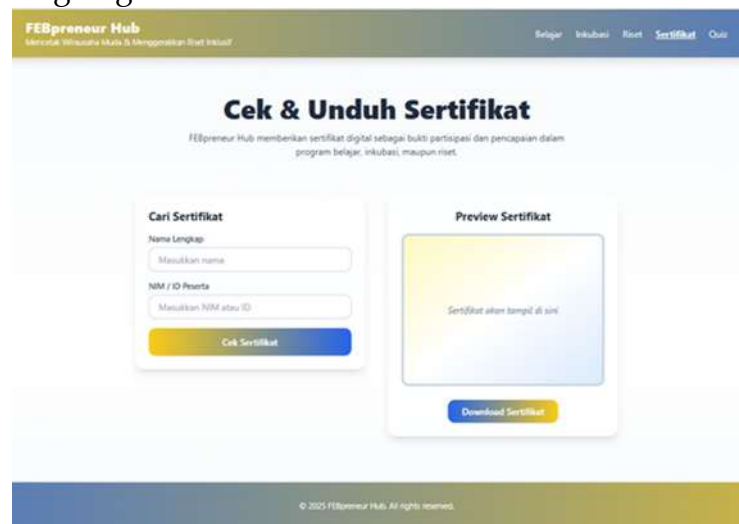 FEBpreneur Hub
Mencetak Wirausaha Muda & Menggerakkan Riset Inklusif
Belajar Inkubasi Riset Sertifikat Quiz
Cek & Unduh Sertifikat
FEBpreneur Hub memberikan sertifikat digital sebagai bukti partisipasi dan pencapaian dalam
program belajar, inkubasi, maupun riset.
Cari Sertifikat
Nama Lengkap
Masukkan nama
NIM / ID Peserta
Masukkan NIM atau ID
Cek Sertifikat
Preview Sertifikat
Sertifikat akan tampil di sini
Download Sertifikat
© 2025 FEBpreneur Hub. All rights reserved.